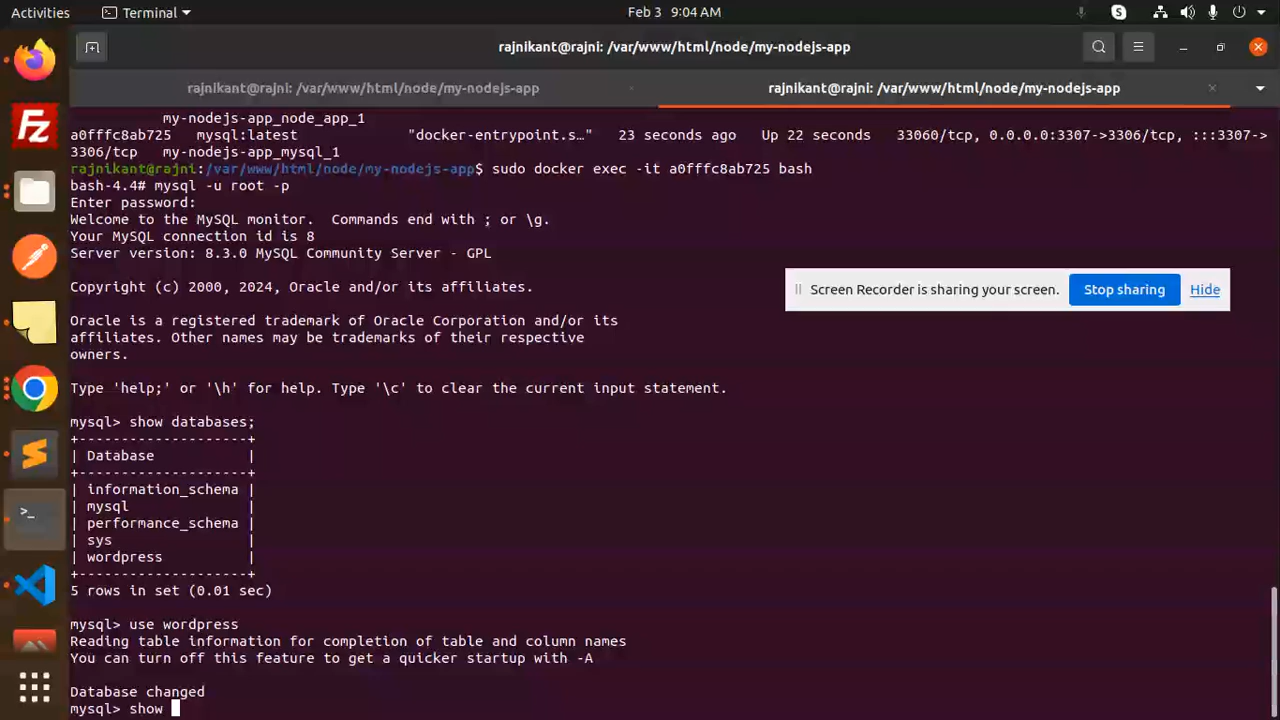 Activities
Terminal
Feb 3 9:04 AM
rajnikant@rajni: /var/www/html/node/my-nodejs-app
rajnikant@rajni: /var/www/html/node/my-nodejs-app
rajnikant@rajni: /var/www/html/node/my-nodejs-app
my-nodejs-app_node_app_1
a0fffc8ab725   mysql:latest             "docker-entrypoint.s…"   23 seconds ago   Up 22 seconds   33060/tcp, 0.0.0.0:3307->3306/tcp, :::3307->
3306/tcp   my-nodejs-app_mysql_1
rajnikant@rajni:/var/www/html/node/my-nodejs-app$ sudo docker exec -it a0fffc8ab725 bash
bash-4.4# mysql -u root -p
Enter password:
Welcome to the MySQL monitor.  Commands end with ; or \g.
Your MySQL connection id is 8
Server version: 8.3.0 MySQL Community Server - GPL
Copyright (c) 2000, 2024, Oracle and/or its affiliates.
Screen Recorder is sharing your screen. Stop sharing Hide
Oracle is a registered trademark of Oracle Corporation and/or its
affiliates. Other names may be trademarks of their respective
owners.
Type 'help;' or '\h' for help. Type '\c' to clear the current input statement.
mysql> show databases;
+--------------------+
| Database           |
+--------------------+
| information_schema |
| mysql              |
| performance_schema |
| sys                |
| wordpress          |
+--------------------+
5 rows in set (0.01 sec)
mysql> use wordpress
Reading table information for completion of table and column names
You can turn off this feature to get a quicker startup with -A
Database changed
mysql> show